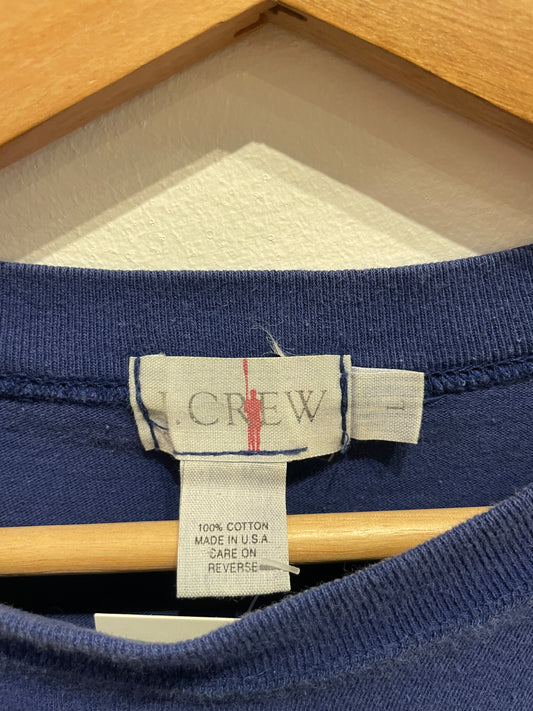 J. CREW
L
100% COTTON
MADE IN U.S.A.
CARE ON
REVERSE